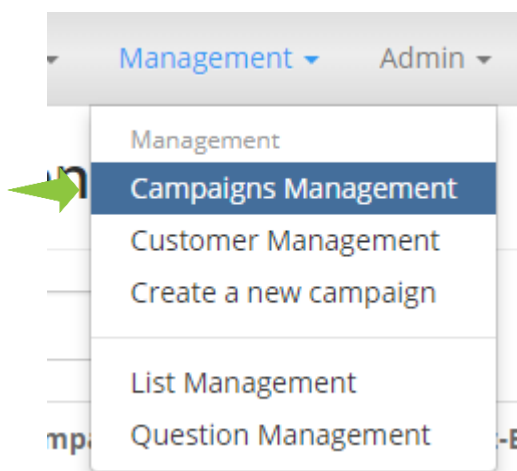 Management Admin
Management
Campaigns Management
Customer Management
Create a new campaign
List Management
Question Management